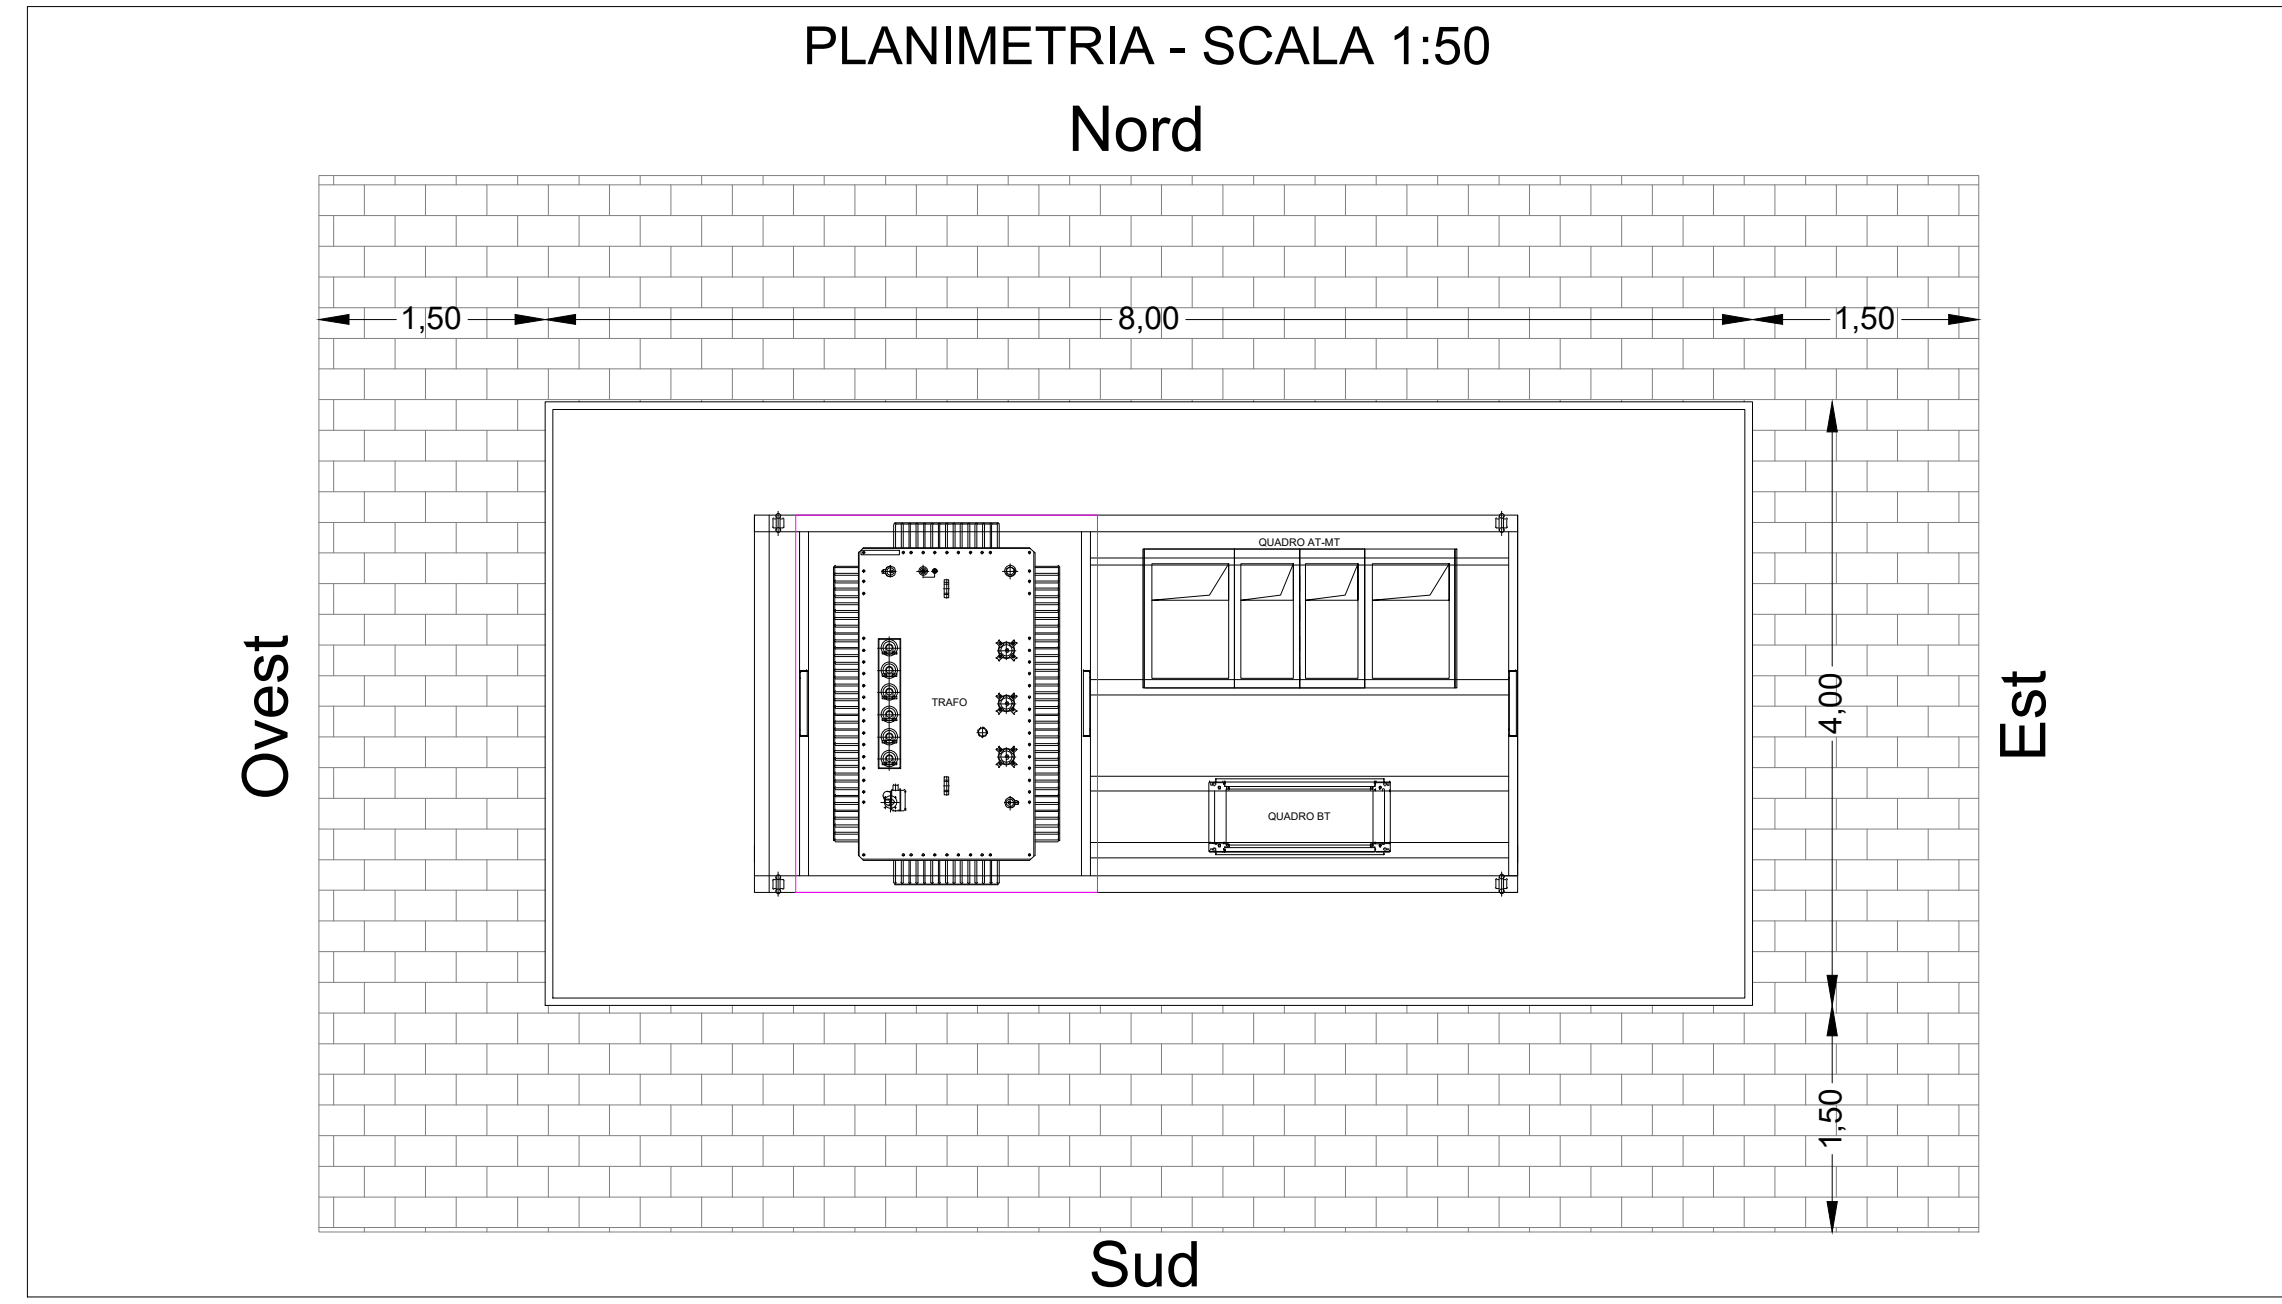 PLANIMETRIA - SCALA 1:50
Nord
1,50
8,00
1,50
QUADRO AT-MT
Ovest
TRAFO
4,00
Est
QUADRO BT
1,50
Sud